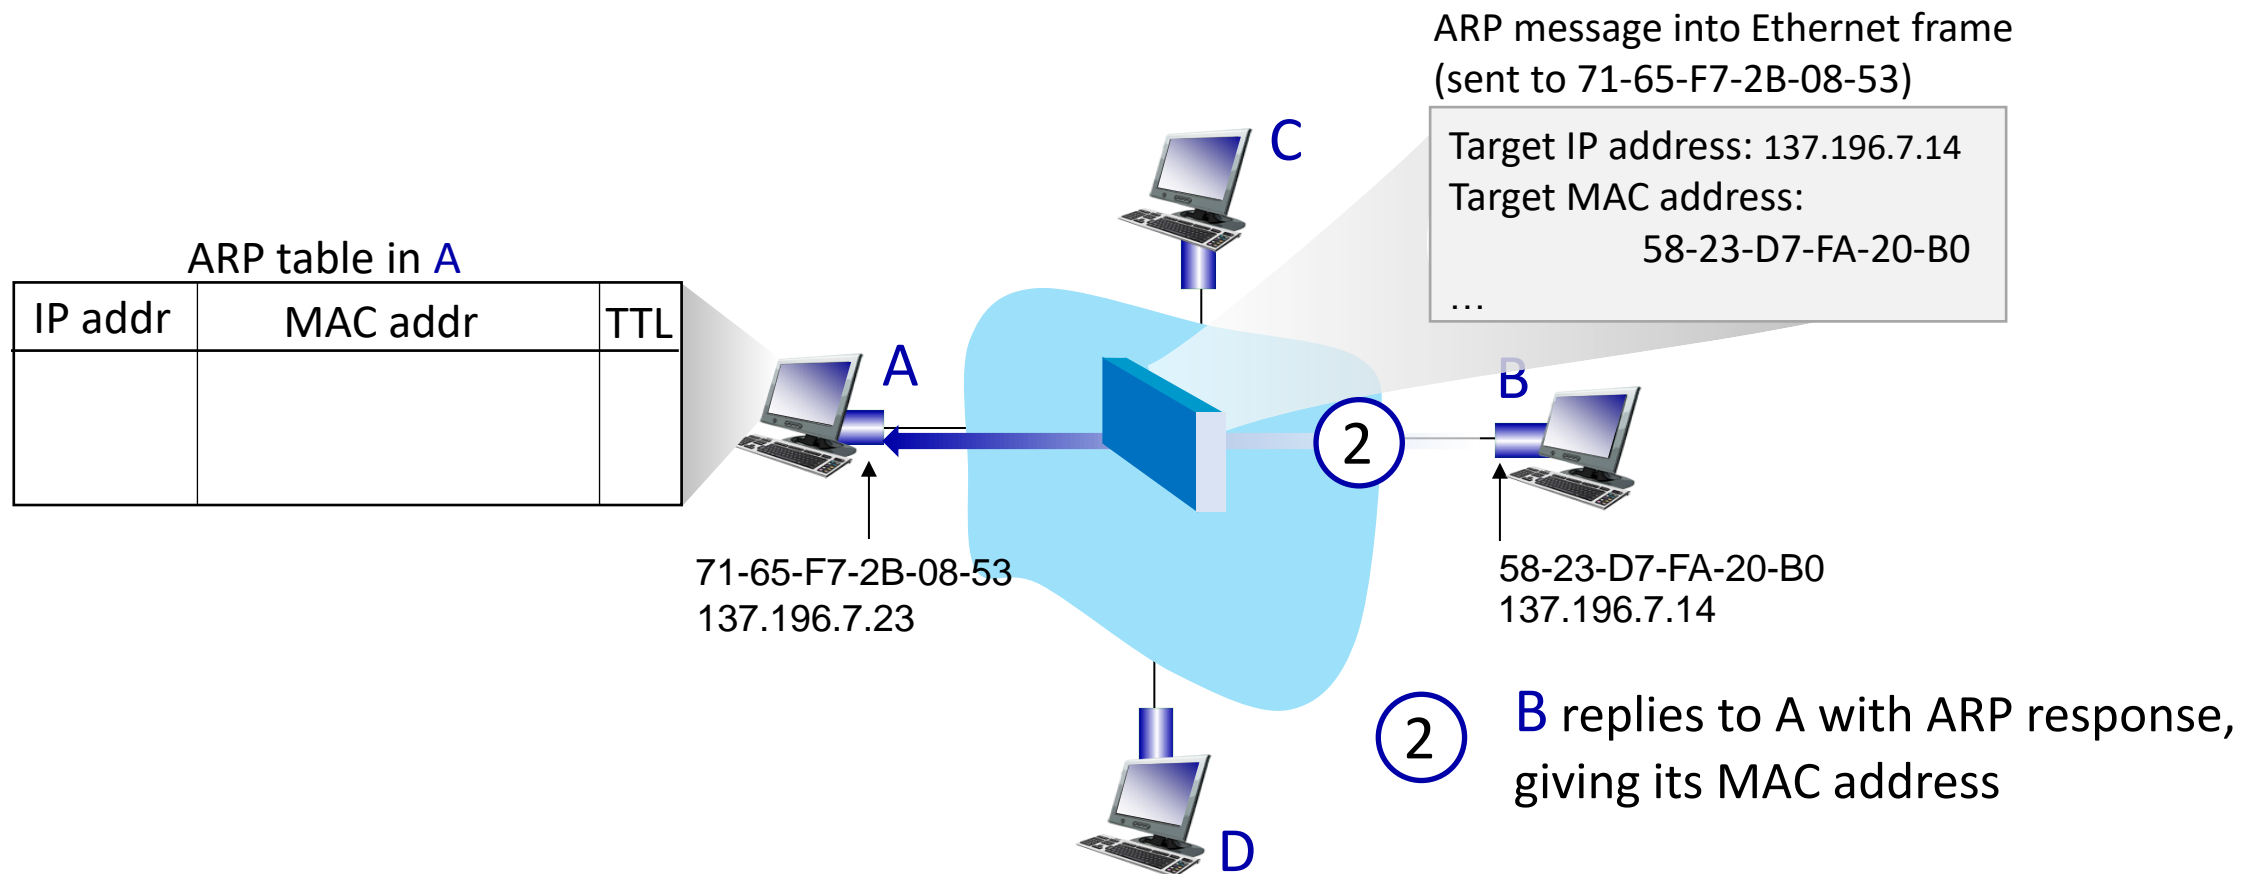 ARP message into Ethernet frame
(sent to 71-65-F7-2B-08-53)
Target IP address: 137.196.7.14
Target MAC address:
58-23-D7-FA-20-B0
…
C
ARP table in A
IP addr MAC addr TTL
A
B
2
71-65-F7-2B-08-53
137.196.7.23
58-23-D7-FA-20-B0
137.196.7.14
2
B replies to A with ARP response,
giving its MAC address
D